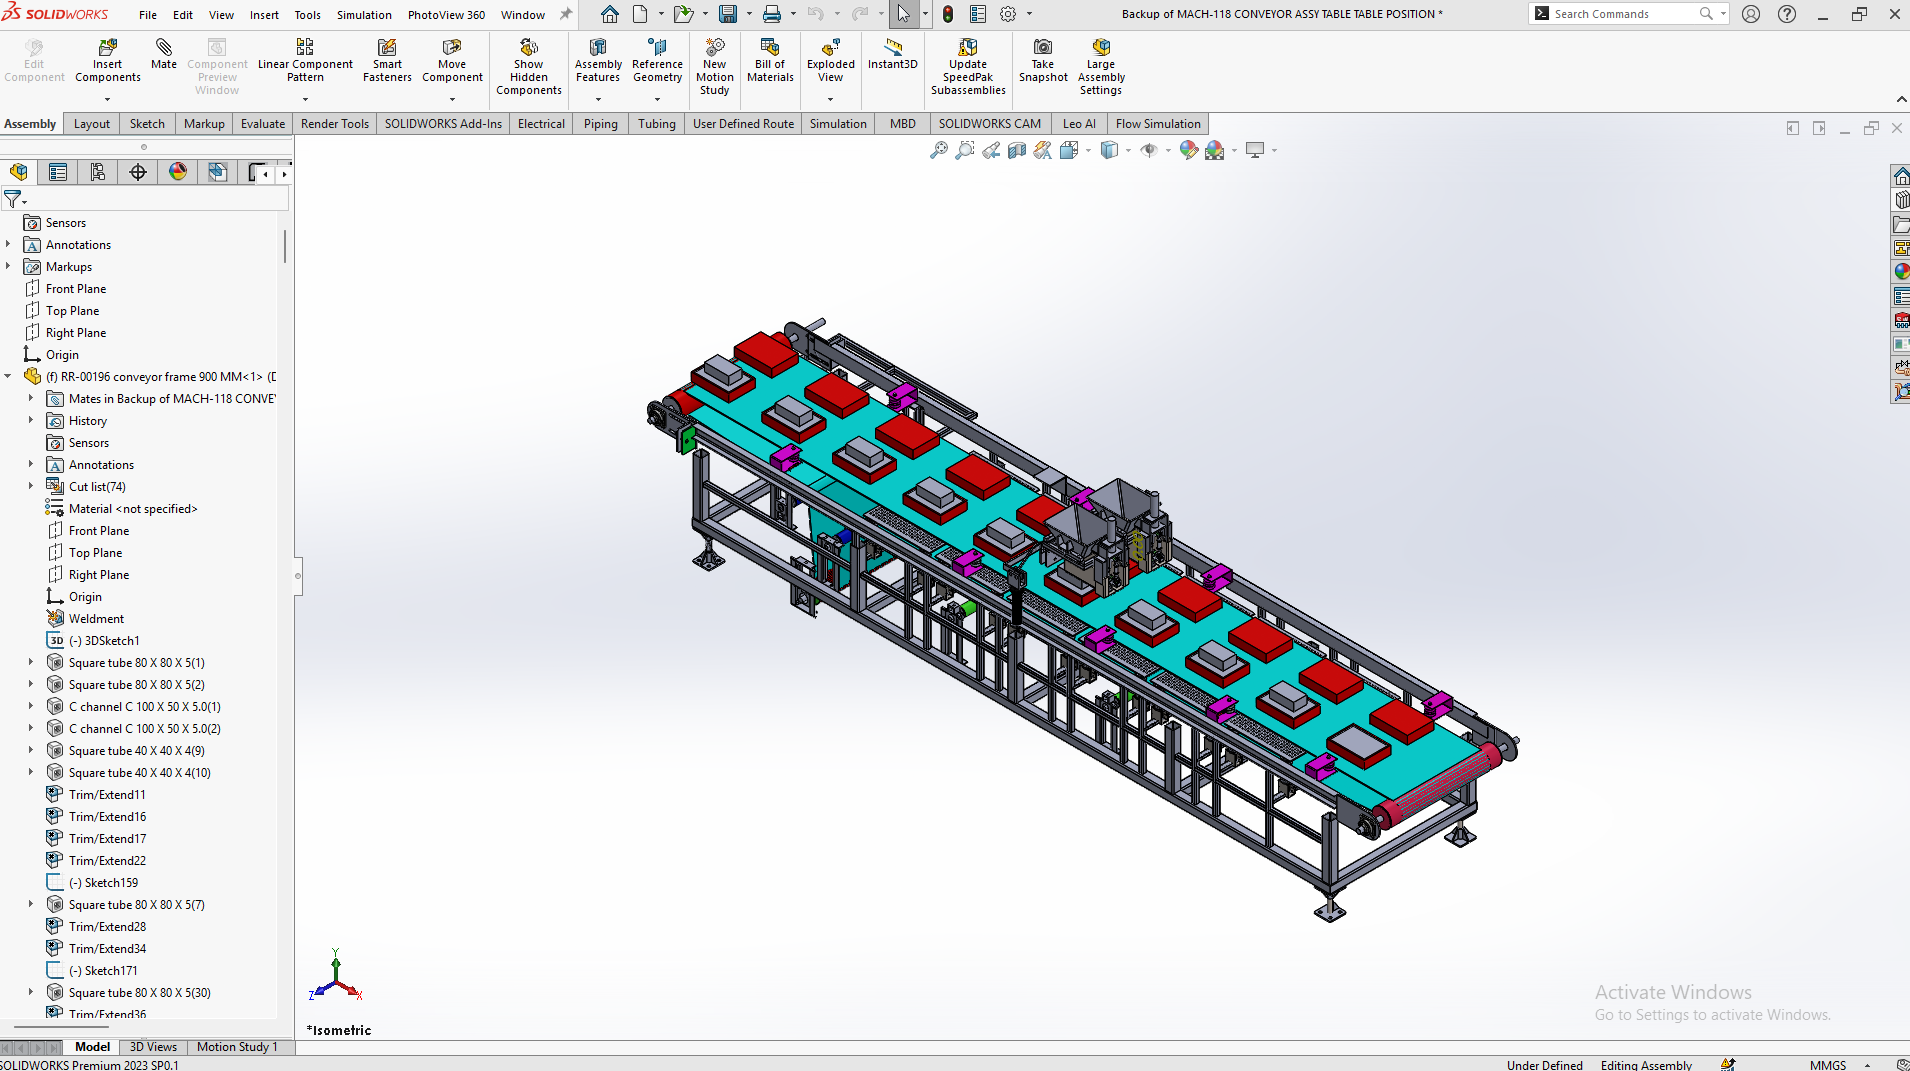 SOLIDWORKS
File Edit View Insert Tools Simulation PhotoView 360 Window
Backup of MACH-118 CONVEYOR ASSY TABLE TABLE POSITION *
Search Commands
Edit Component
Insert Components
Mate
Component Preview Window
Linear Component Pattern
Smart Fasteners
Move Component
Show Hidden Components
Assembly Features
Reference Geometry
New Motion Study
Bill of Materials
Exploded View
Instant3D
Update SpeedPak Subassemblies
Take Snapshot
Large Assembly Settings
Assembly Layout Sketch Markup Evaluate Render Tools SOLIDWORKS Add-Ins Electrical Piping Tubing User Defined Route Simulation MBD SOLIDWORKS CAM Leo AI Flow Simulation
Sensors
Annotations
Markups
Front Plane
Top Plane
Right Plane
Origin
(f) RR-00196 conveyor frame 900 MM<1> (D
Mates in Backup of MACH-118 CONVE
History
Sensors
Annotations
Cut list(74)
Material <not specified>
Front Plane
Top Plane
Right Plane
Origin
Weldment
3D (-) 3DSketch1
Square tube 80 X 80 X 5(1)
Square tube 80 X 80 X 5(2)
C channel C 100 X 50 X 5.0(1)
C channel C 100 X 50 X 5.0(2)
Square tube 40 X 40 X 4(9)
Square tube 40 X 40 X 4(10)
Trim/Extend11
Trim/Extend16
Trim/Extend17
Trim/Extend22
(-) Sketch159
Square tube 80 X 80 X 5(7)
Trim/Extend28
Trim/Extend34
(-) Sketch171
Square tube 80 X 80 X 5(30)
Trim/Extend36
Y
Z
X
*Isometric
Activate Windows
Go to Settings to activate Windows.
Model 3D Views Motion Study 1
SOLIDWORKS Premium 2023 SP0.1
Under Defined Editing Assembly MMGS